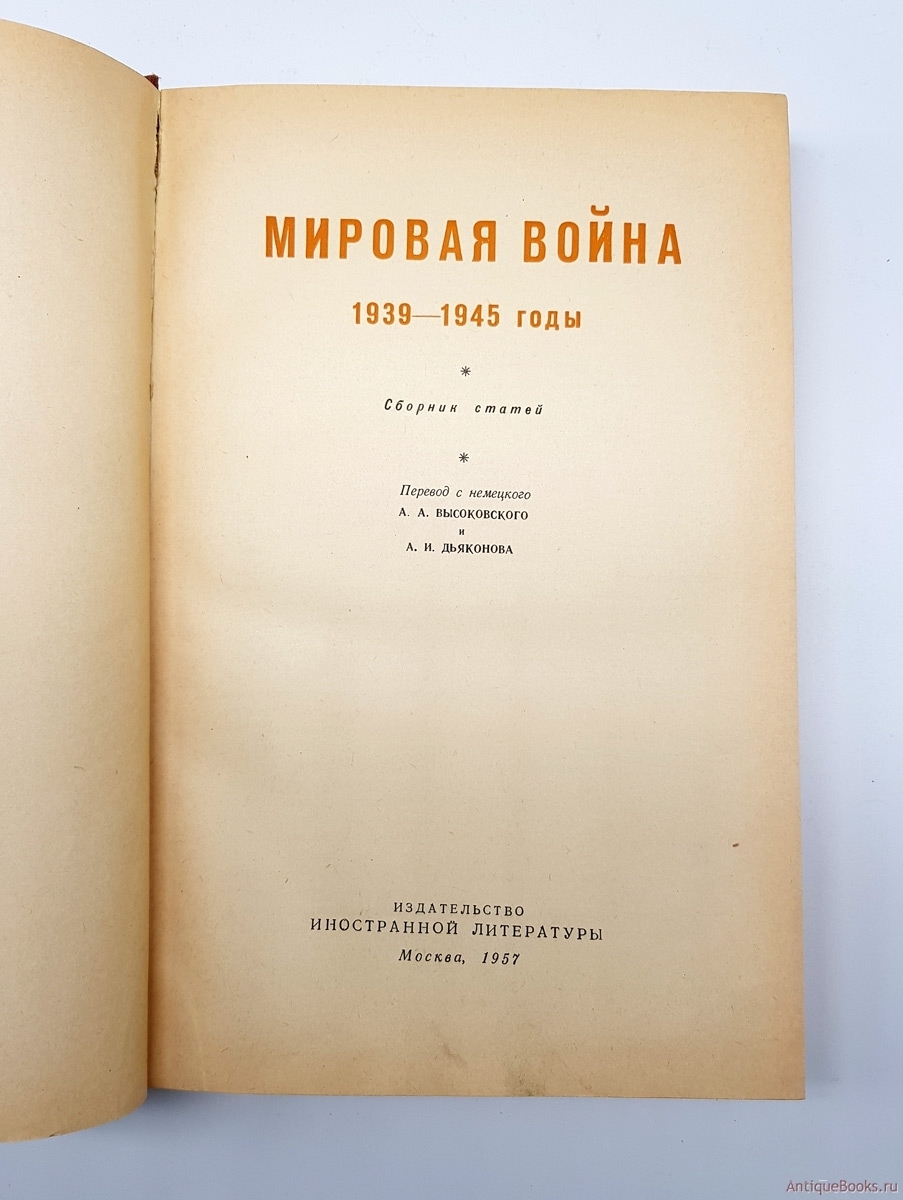 МИРОВАЯ ВОЙНА
1939—1945 годы
*
Сборник статей
*
Перевод с немецкого
А. А. ВЫСОКОВСКОГО
и
А. И. ДЬЯКОНОВА
ИЗДАТЕЛЬСТВО
ИНОСТРАННОЙ ЛИТЕРАТУРЫ
Москва, 1957
AntiqueBooks.ru